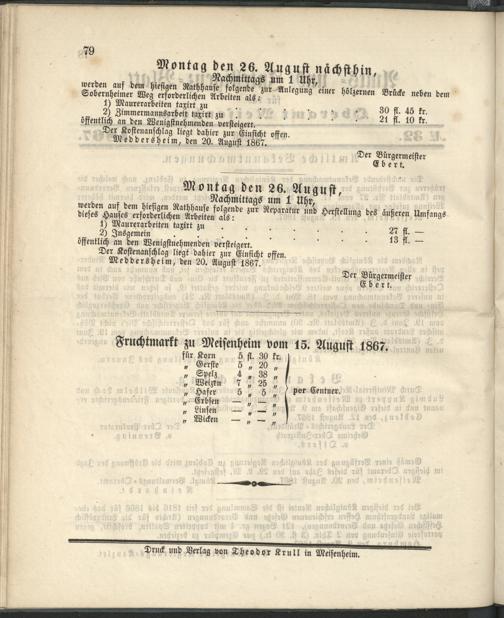 79
Montag den 26. August nächsthin,
Nachmittags um 1 Uhr,
werden auf dem hiesigen Rathhause folgende zur Anlegung einer hölzernen Brücke neben dem
Sobernheimer Weg erforderlichen Arbeiten als:
1) Maurerarbeiten taxirt zu . . . . . . 30 fl. 45 kr.
2) Zimmermannsarbeit taxirt zu . . . . . . 21 fl. 10 kr.
öffentlich an den Wenigstnehmenden versteigert.
Der Kostenanschlag liegt dahier zur Einsicht offen.
Meddersheim, den 20. August 1867.
Der Bürgermeister
Ebert.
Montag den 26. August,
Nachmittags um 1 Uhr,
werden auf dem hiesigen Rathhause folgende zur Reparatur und Herstellung des äußeren Umfangs
dieses Hauses erforderlichen Arbeiten als:
1) Maurerarbeiten taxirt zu . . . . . . 27 fl. —
2) Insgemein . . . . . . 13 fl. —
öffentlich an den Wenigstnehmenden versteigert.
Der Kostenanschlag liegt dahier zur Einsicht offen.
Meddersheim, den 20. August 1867.
Der Bürgermeister
Ebert.
Fruchtmarkt zu Meisenheim vom 15. August 1867.
für Korn 5 fl. 30 kr.
„ Gerste 5 „ 20 „
„ Spelz 4 „ 38 „
„ Weizen 7 „ 25 „
„ Hafer 5 „ 5 „ per Centner.
„ Erbsen — „ — „
„ Linsen — „ — „
„ Wicken — „ — „
Druck und Verlag von Theodor Krull in Meisenheim.